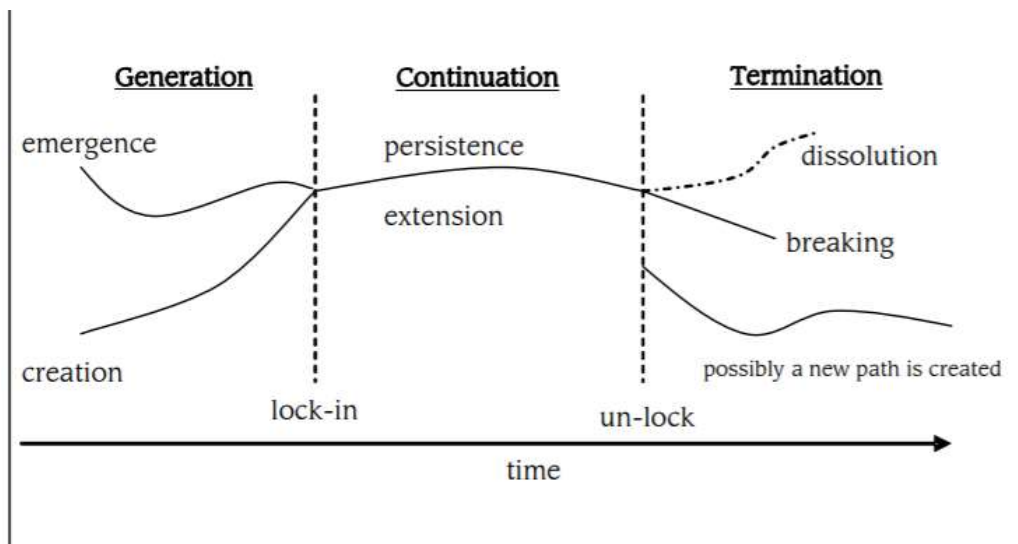 Generation
Continuation
Termination
emergence
persistence
dissolution
extension
breaking
creation
possibly a new path is created
lock-in
un-lock
time